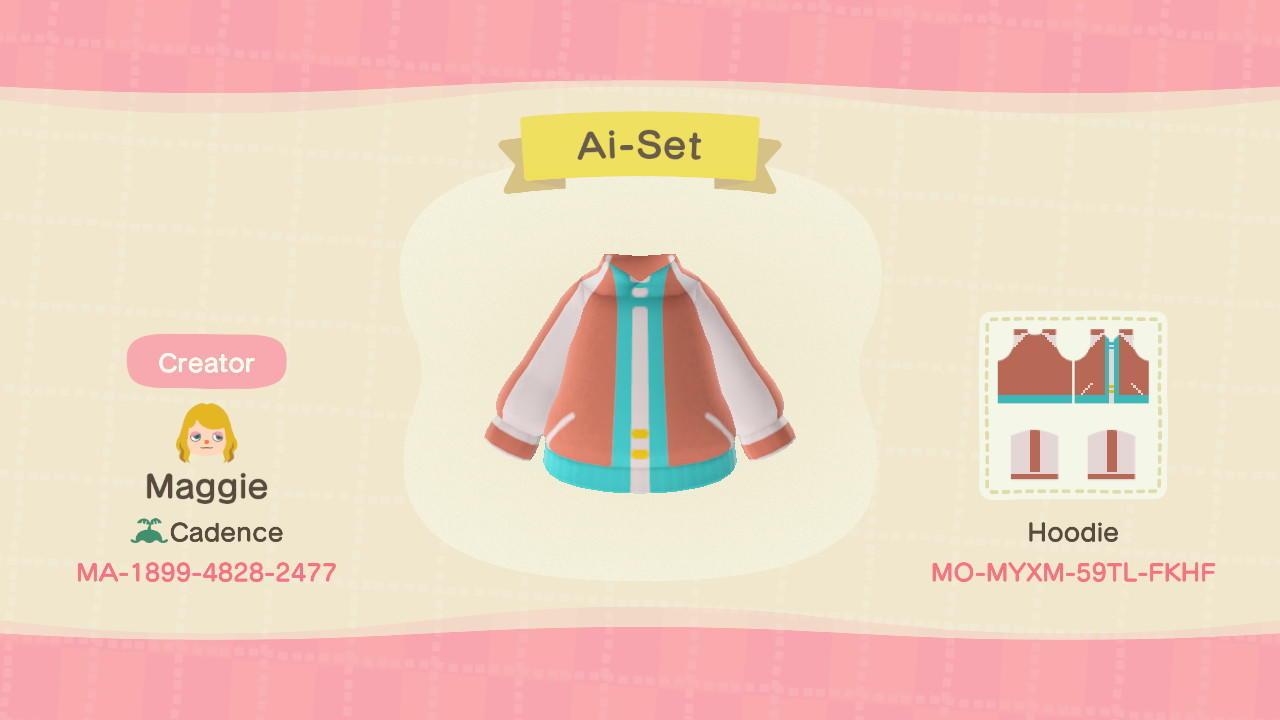 Ai-Set
Creator
Maggie
Cadence
MA-1899-4828-2477
Hoodie
MO-MYXM-59TL-FKHF